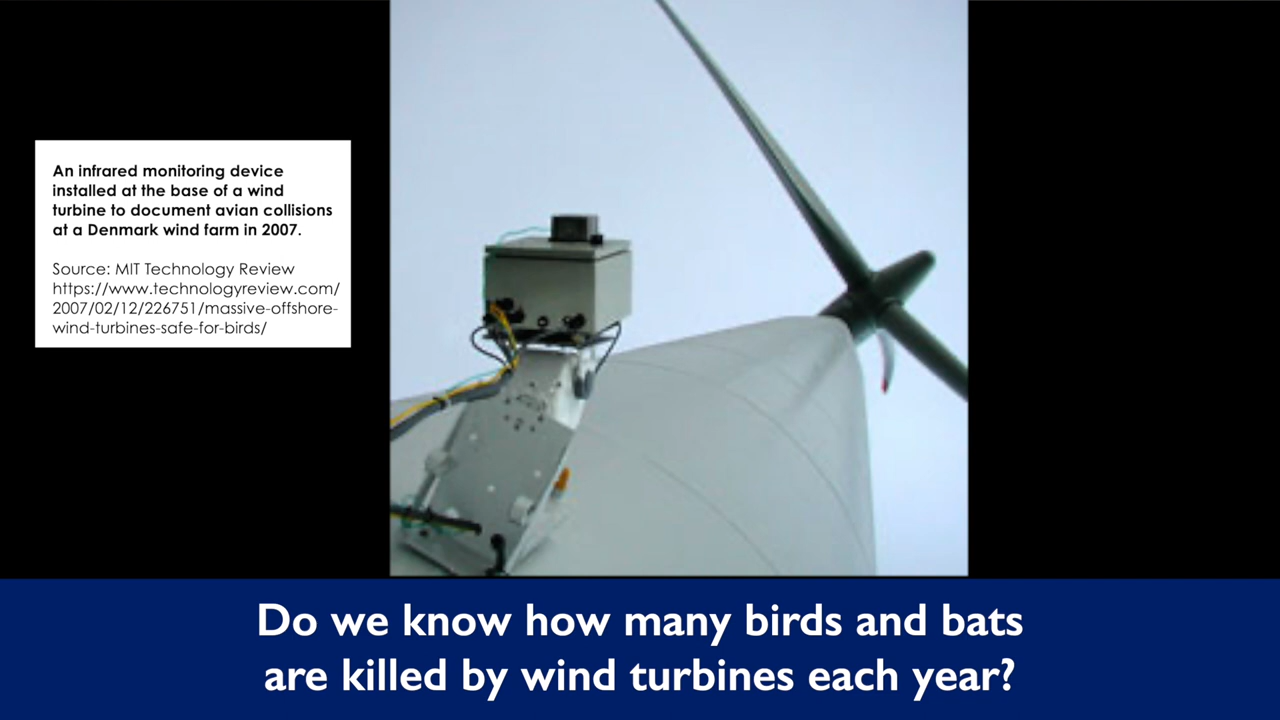 An infrared monitoring device
installed at the base of a wind
turbine to document avian collisions
at a Denmark wind farm in 2007.
Source: MIT Technology Review
https://www.technologyreview.com/
2007/02/12/226751/massive-offshore-
wind-turbines-safe-for-birds/
Do we know how many birds and bats
are killed by wind turbines each year?